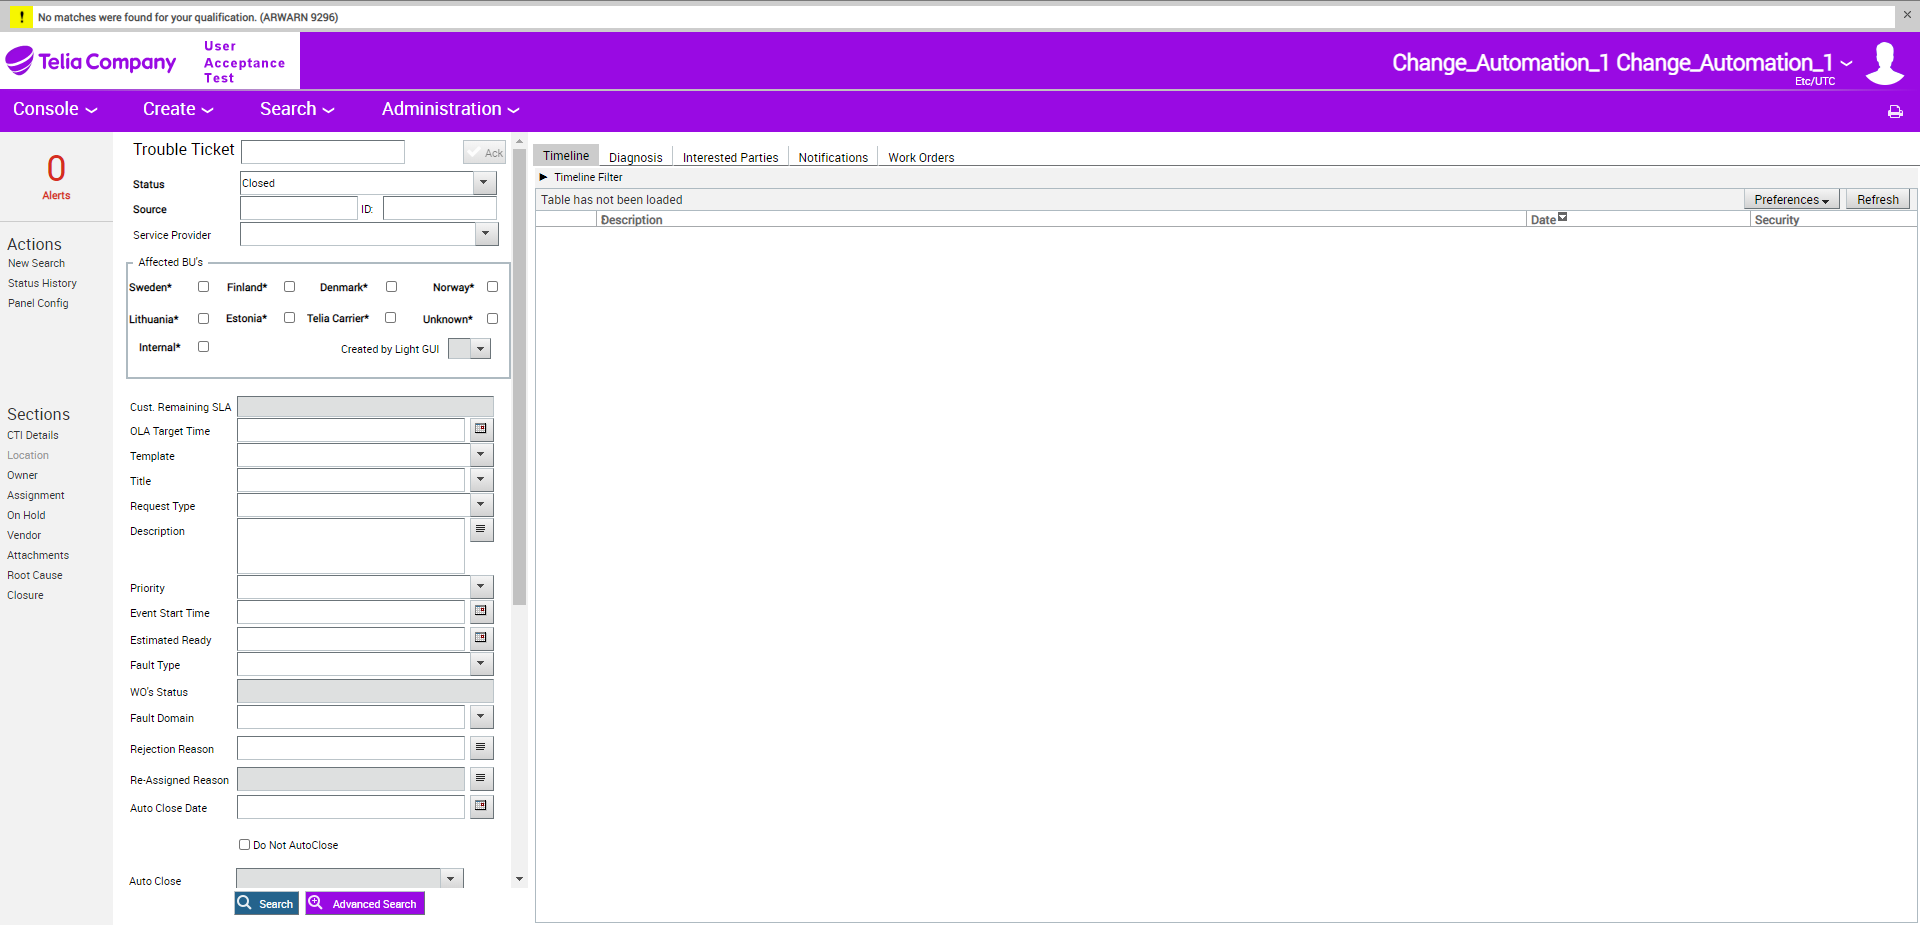 No matches were found for your qualification. (ARWARN 9296)
Telia Company
User
Acceptance
Test
Change_Automation_1 Change_Automation_1
Etc/UTC
Console
Create
Search
Administration
0
Alerts
Actions
New Search
Status History
Panel Config
Sections
CTI Details
Location
Owner
Assignment
On Hold
Vendor
Attachments
Root Cause
Closure
Trouble Ticket
Ack
Status
Closed
Source
ID:
Service Provider
Affected BU's
Sweden*
Finland*
Denmark*
Norway*
Lithuania*
Estonia*
Telia Carrier*
Unknown*
Internal*
Created by Light GUI
Cust. Remaining SLA
OLA Target Time
Template
Title
Request Type
Description
Priority
Event Start Time
Estimated Ready
Fault Type
WO's Status
Fault Domain
Rejection Reason
Re-Assigned Reason
Auto Close Date
Do Not AutoClose
Auto Close
Search
Advanced Search
Timeline
Diagnosis
Interested Parties
Notifications
Work Orders
Timeline Filter
Table has not been loaded
Preferences
Refresh
Description
Date
Security